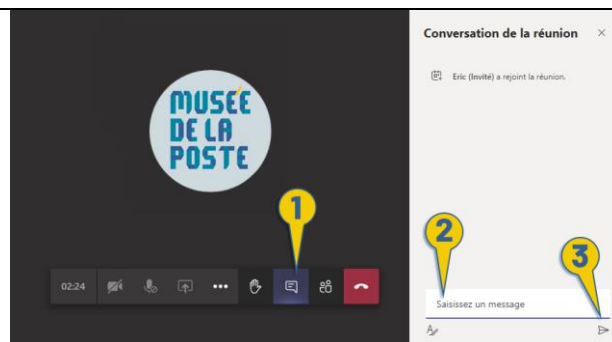 Conversation de la réunion
Eric (Invité) a rejoint la réunion.
MUSÉE
DE LA
POSTE
1
2
3
02:24
Saisissez un message